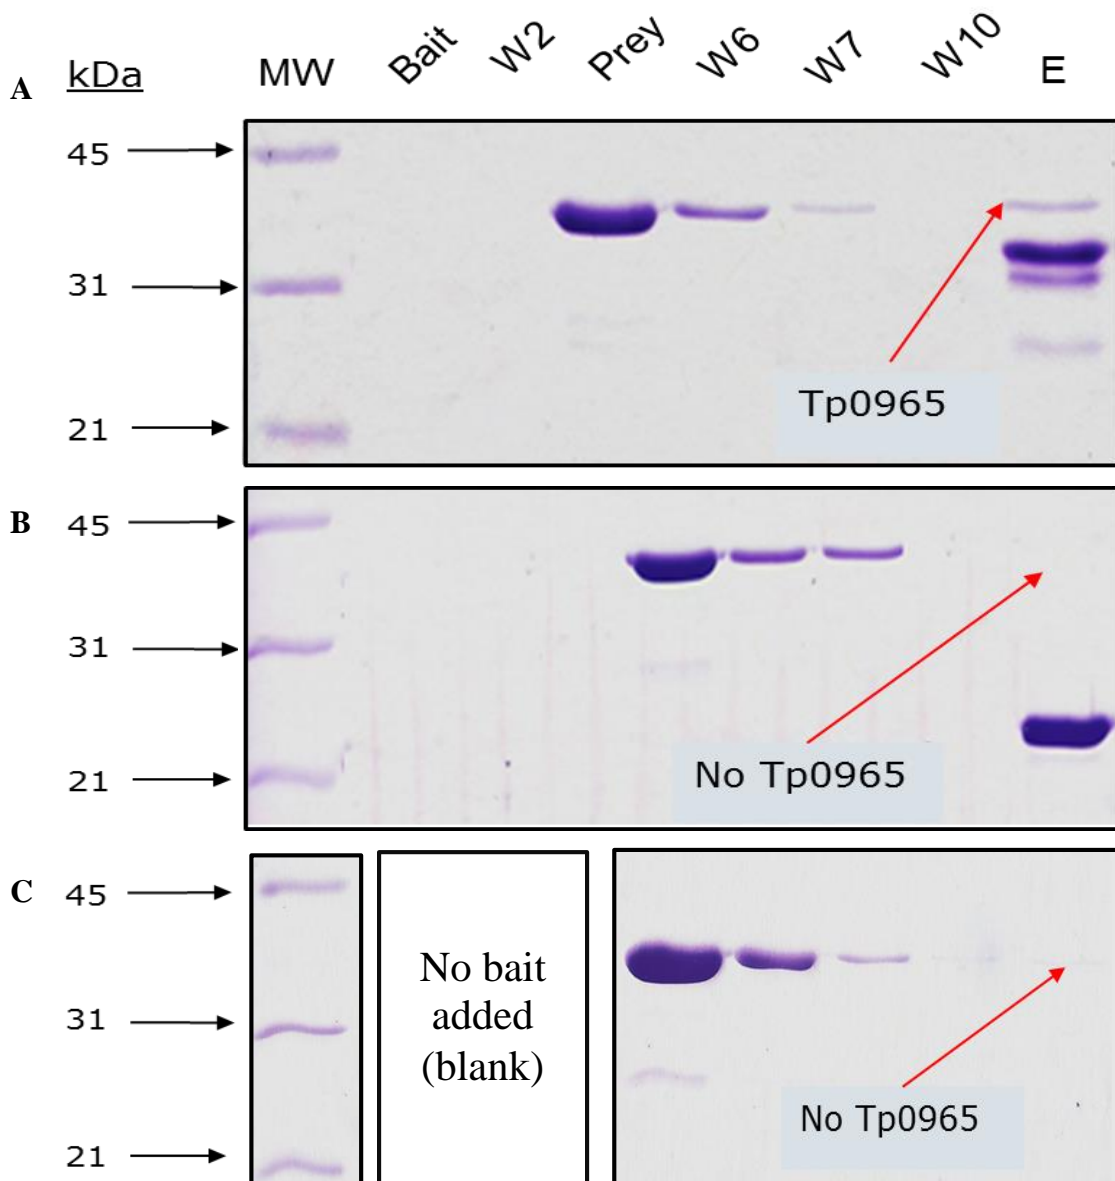 A kDa MW Bait W2 Prey W6 W7 W10 E
45
31
21
Tp0965
B 45
31
21
No Tp0965
C 45
31
21
No bait
added
(blank)
No Tp0965